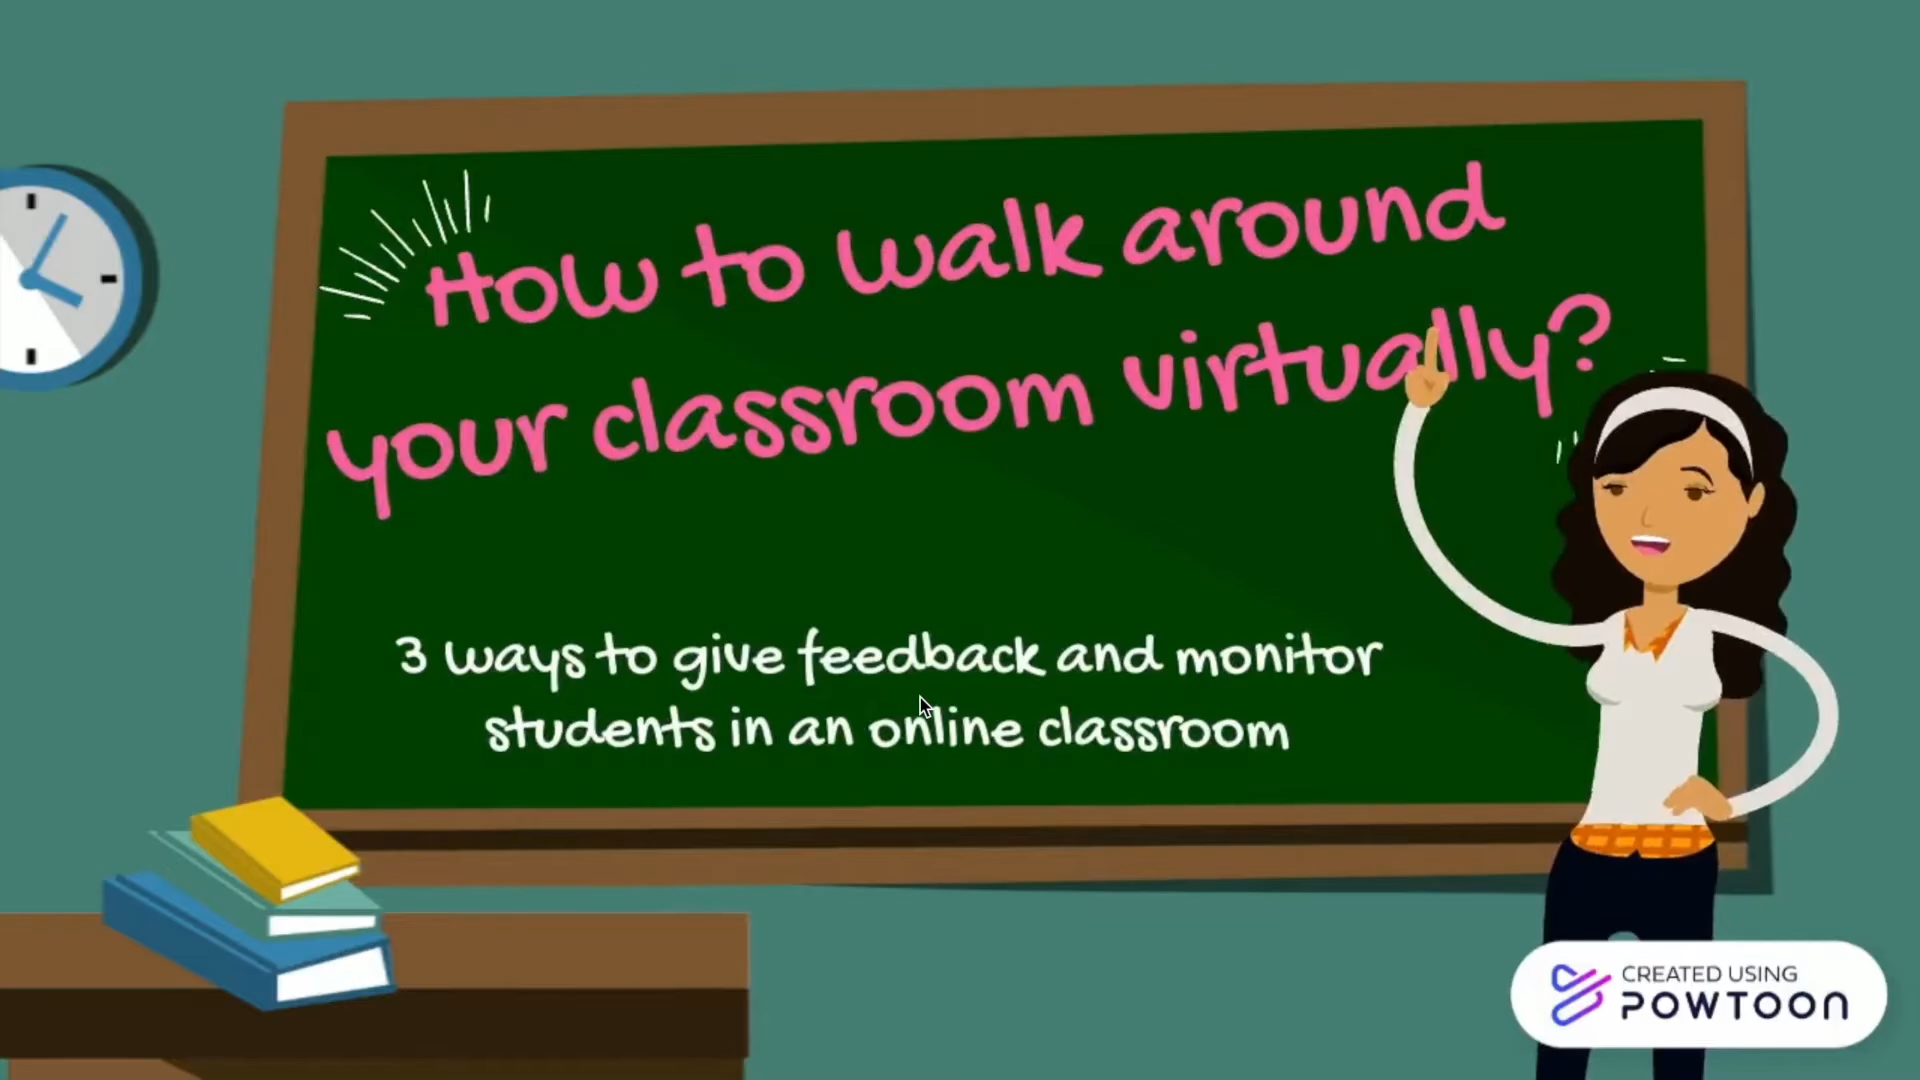 How to walk around
your classroom virtually?
3 ways to give feedback and monitor
students in an online classroom
CREATED USING
POWTOON